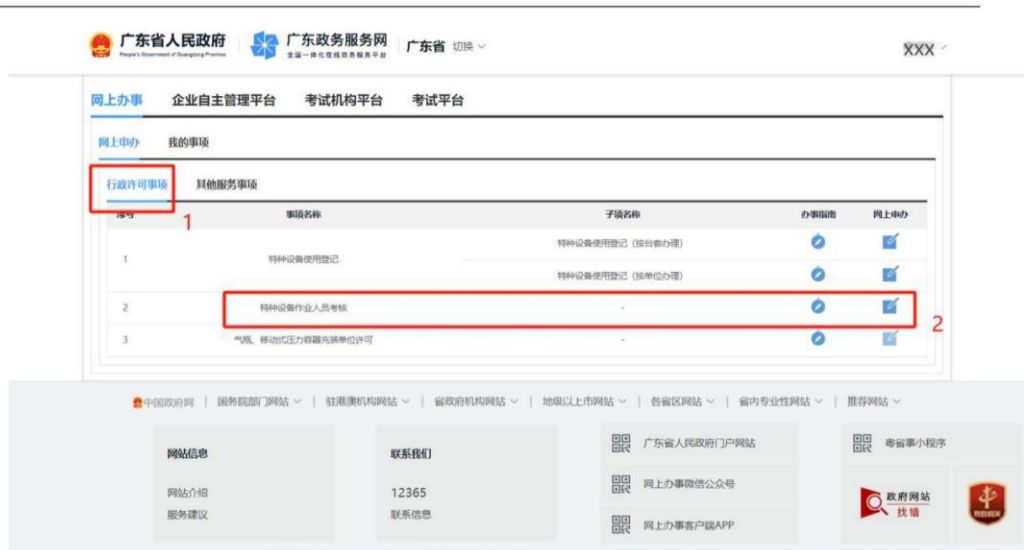 广东省人民政府 广东政务服务网 广东省 切换 XXX
People's Government of Guangdong Province 全国一体化在线政务服务平台
网上办事 企业自主管理平台 考试机构平台 考试平台
网上申办 我的事项
行政许可事项 其他服务事项
1
序号 事项名称 子项名称 办事指南 网上申办
特种设备使用登记（按台套办理）
1 特种设备使用登记
特种设备使用登记（按单位办理）
2 特种设备作业人员考核 -
2
3 气瓶、移动式压力容器充装单位许可 -
中国政府网 | 国务院部门网站 | 驻港澳机构网站 | 省政府机构网站 | 地级以上市网站 | 各省区网站 | 省内专业性网站 | 推荐网站
网站信息 联系我们 广东省人民政府门户网站 粤省事小程序
网站介绍 12365 网上办事微信公众号 政府网站
服务建议 联系信息 找错 党政机关
网上办事客户端APP